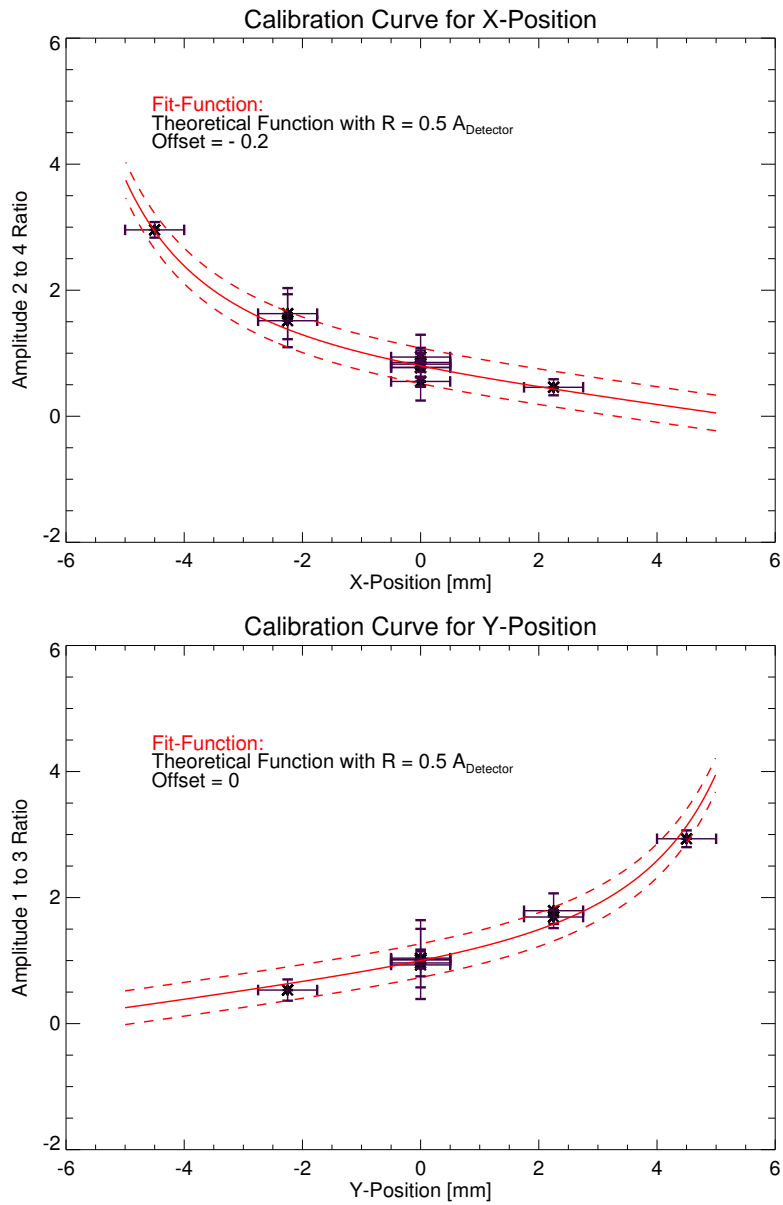 Calibration Curve for X-Position
6
Fit-Function:
Theoretical Function with R = 0.5 A_Detector
Offset = - 0.2
4
2
0
-2
Amplitude 2 to 4 Ratio
-6 -4 -2 0 2 4 6
X-Position [mm]
Calibration Curve for Y-Position
6
Fit-Function:
Theoretical Function with R = 0.5 A_Detector
Offset = 0
4
2
0
-2
Amplitude 1 to 3 Ratio
-6 -4 -2 0 2 4 6
Y-Position [mm]